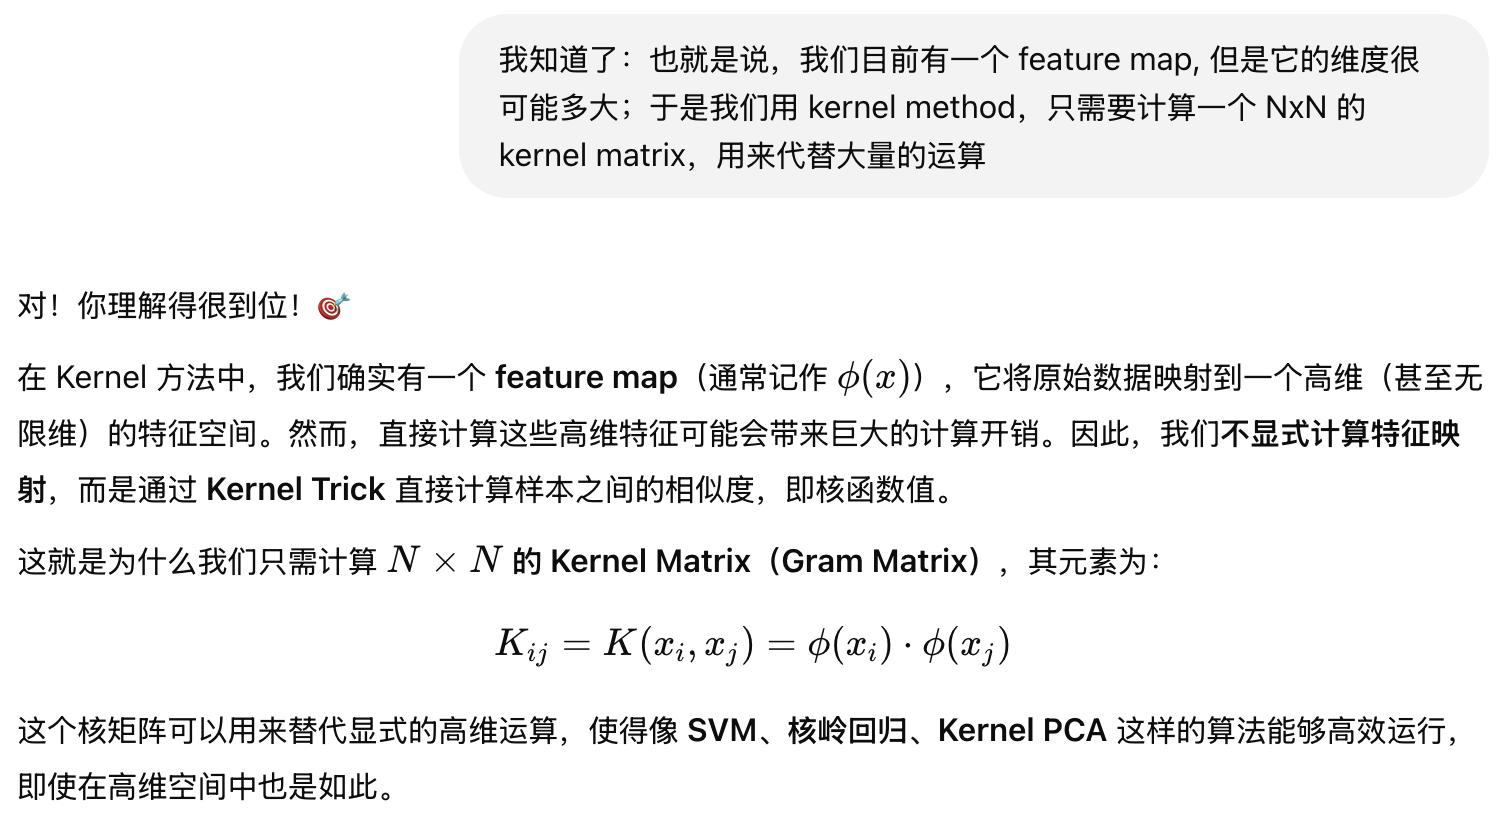 我知道了：也就是说，我们目前有一个 feature map, 但是它的维度很
可能多大；于是我们用 kernel method，只需要计算一个 NxN 的
kernel matrix，用来代替大量的运算
对！你理解得很到位！🎯
在 Kernel 方法中，我们确实有一个 feature map（通常记作 ϕ(x)），它将原始数据映射到一个高维（甚至无
限维）的特征空间。然而，直接计算这些高维特征可能会带来巨大的计算开销。因此，我们不显式计算特征映
射，而是通过 Kernel Trick 直接计算样本之间的相似度，即核函数值。
这就是为什么我们只需计算 N × N 的 Kernel Matrix（Gram Matrix），其元素为：
K_{ij} = K(x_i, x_j) = ϕ(x_i) · ϕ(x_j)
这个核矩阵可以用来替代显式的高维运算，使得像 SVM、核岭回归、Kernel PCA 这样的算法能够高效运行，
即使在高维空间中也是如此。